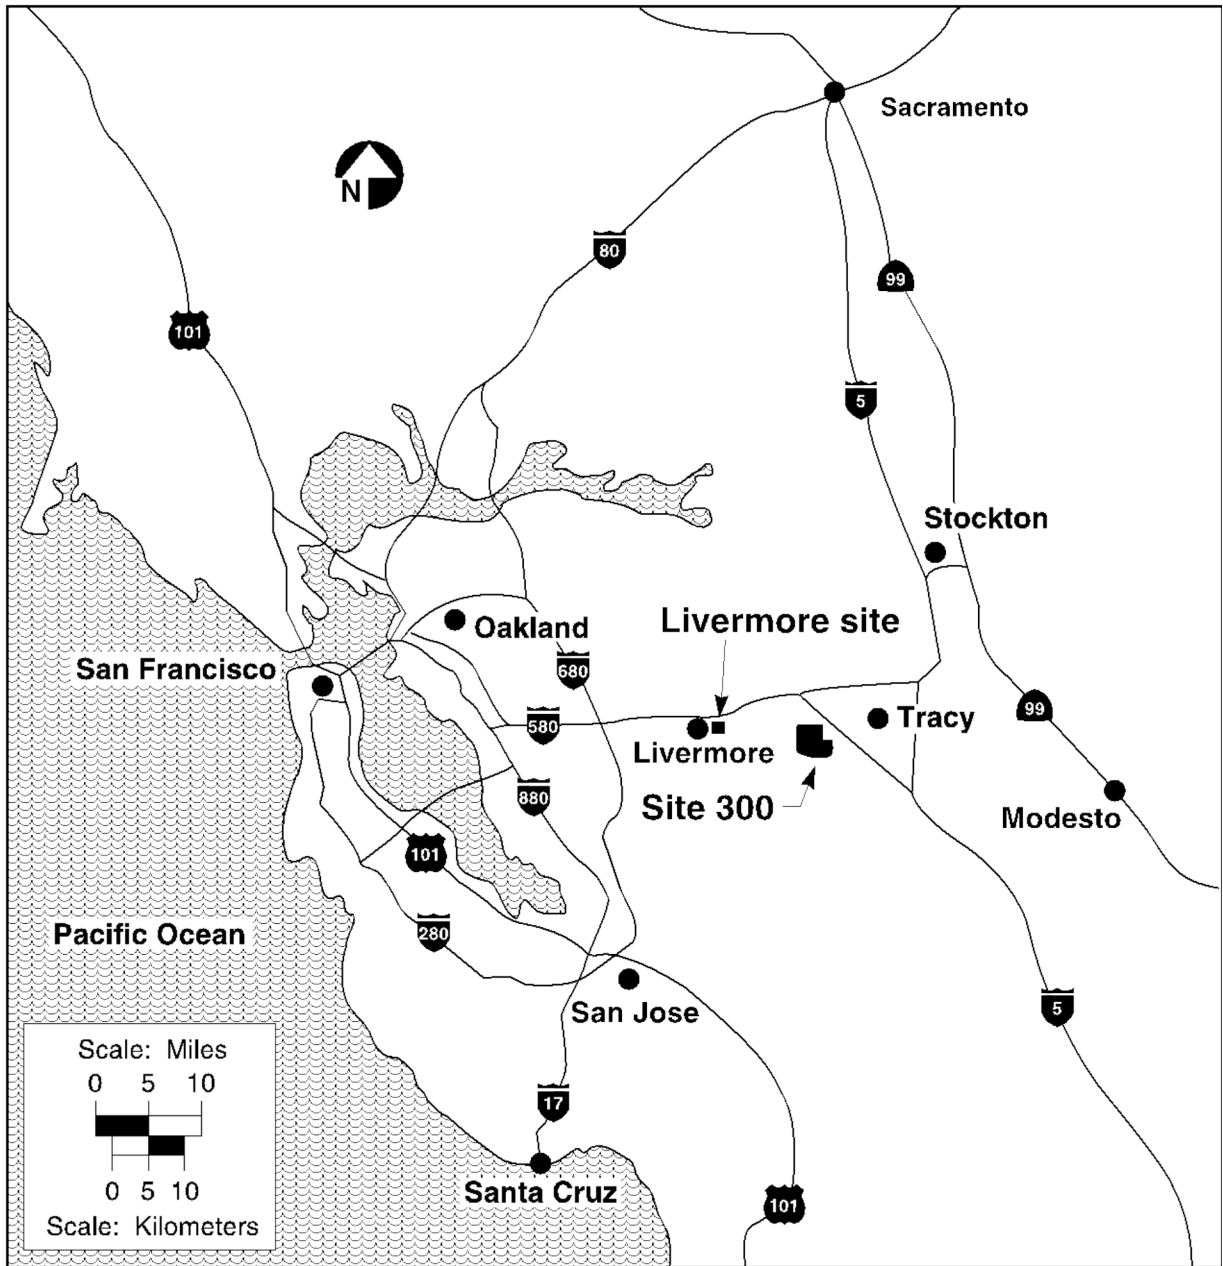 Sacramento
N
80
99
101
5
Stockton
Livermore site
Oakland
San Francisco
680
99
Tracy
580
Livermore
880
Site 300
Modesto
101
280
Pacific Ocean
San Jose
5
Scale: Miles
0 5 10
0 5 10
Scale: Kilometers
17
Santa Cruz
101